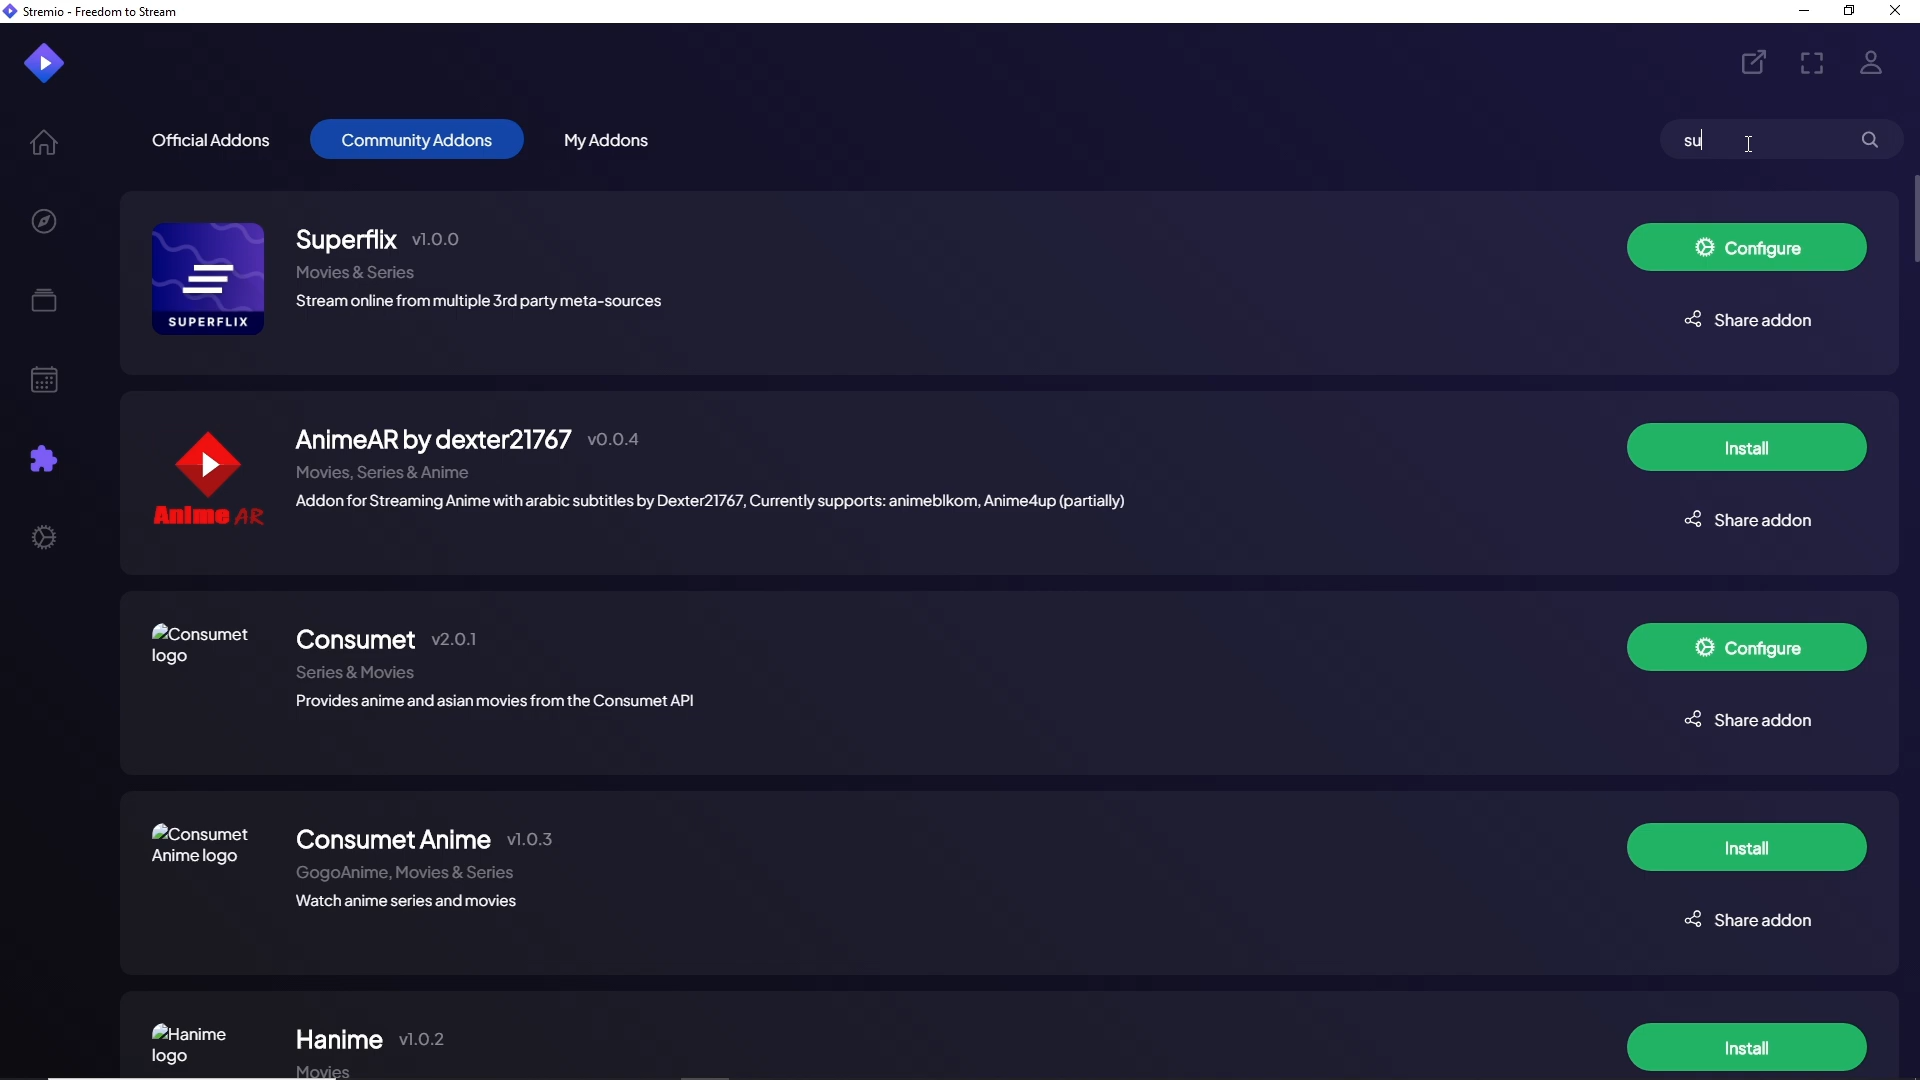 Stremio - Freedom to Stream
Official Addons
Community Addons
My Addons
su
SUPERFLIX
Superflix v1.0.0
Movies & Series
Stream online from multiple 3rd party meta-sources
Configure
Share addon
Anime AR
AnimeAR by dexter21767 v0.0.4
Movies, Series & Anime
Addon for Streaming Anime with arabic subtitles by Dexter21767, Currently supports: animeblkom, Anime4up (partially)
Install
Share addon
Consumet
logo
Consumet v2.0.1
Series & Movies
Provides anime and asian movies from the Consumet API
Configure
Share addon
Consumet
Anime logo
Consumet Anime v1.0.3
GogoAnime, Movies & Series
Watch anime series and movies
Install
Share addon
Hanime
logo
Hanime v1.0.2
Movies
Install